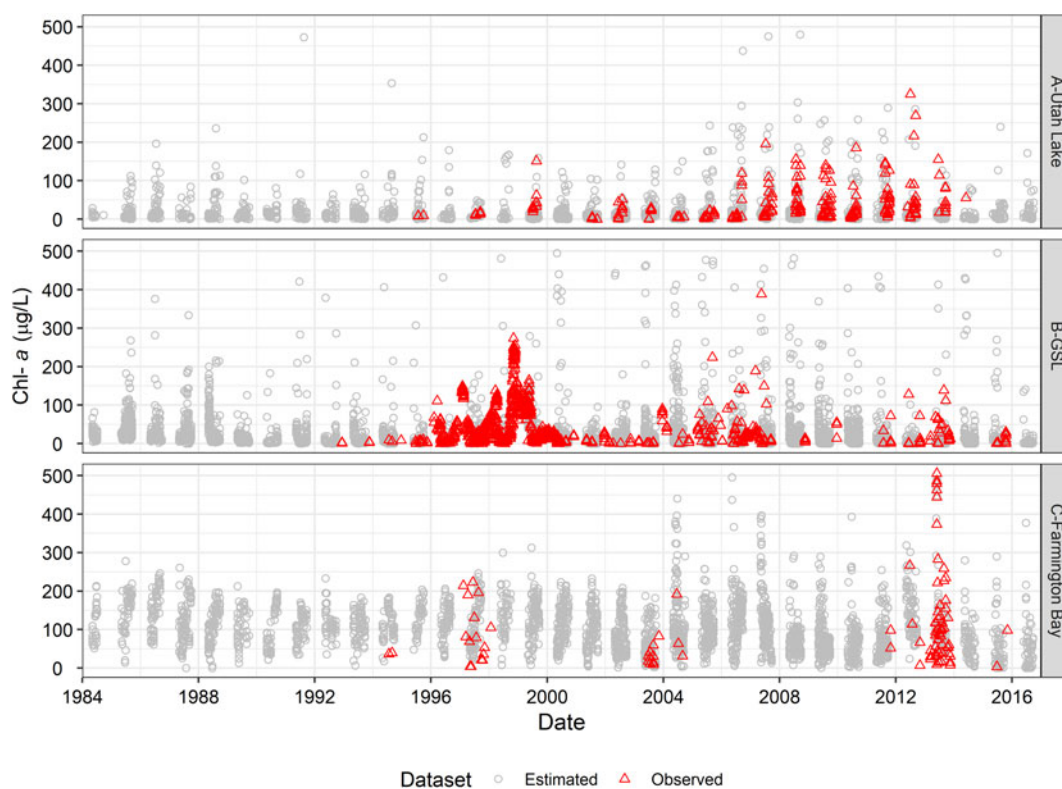 500
400
300
200
100
0
A-Utah Lake
500
400
300
200
100
0
B-GSL
500
400
300
200
100
0
C-Farmington Bay
Chl- a (µg/L)
1984 1988 1992 1996 2000 2004 2008 2012 2016
Date
Dataset Estimated Observed